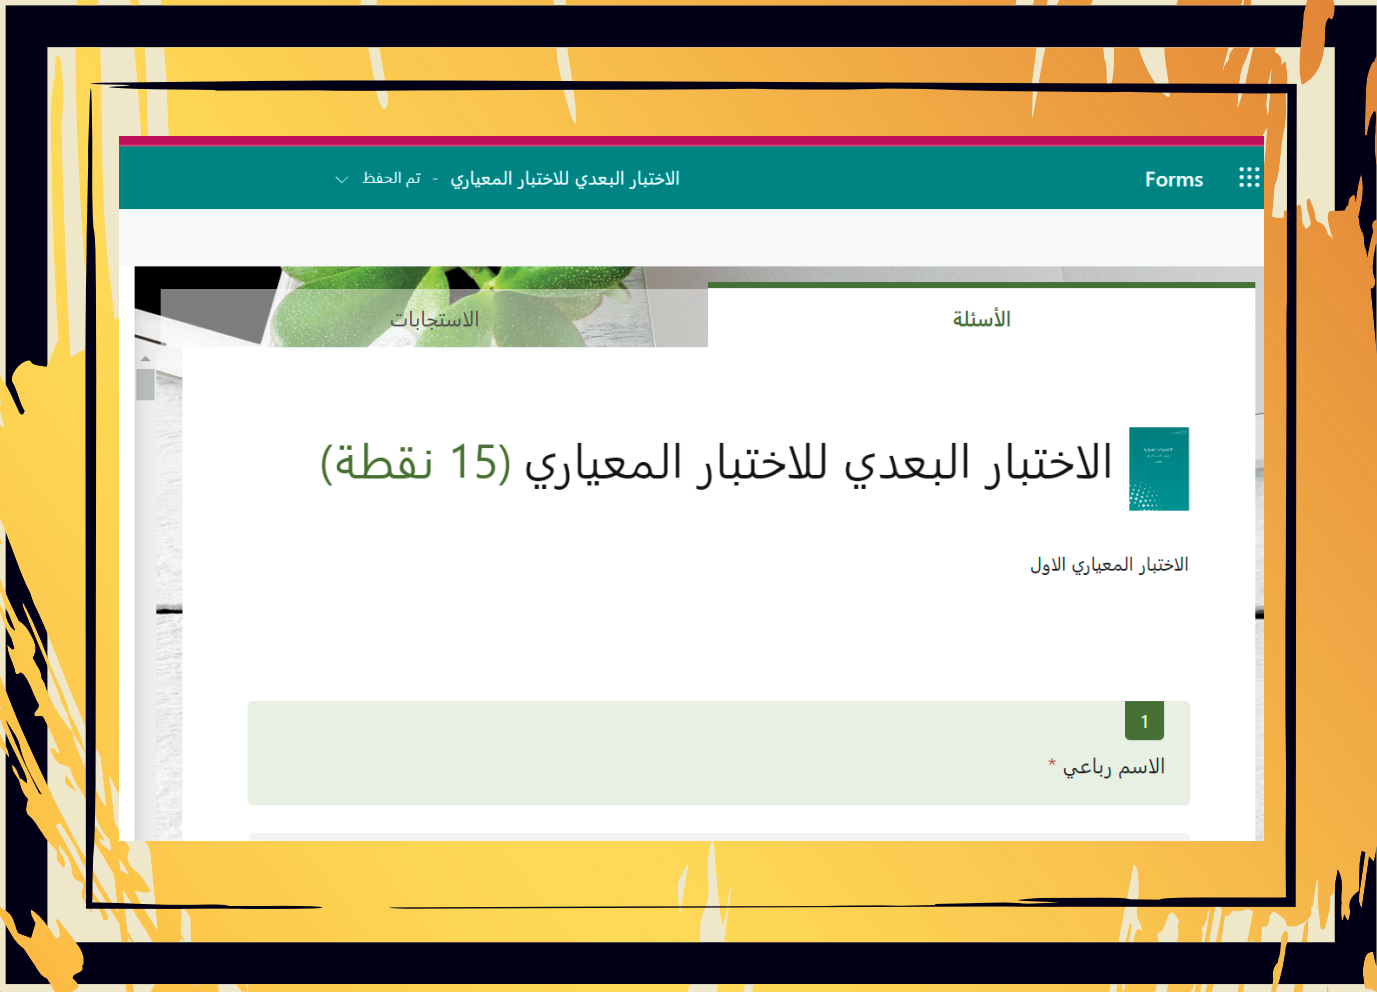 Forms
الاختبار البعدي للاختبار المعياري - تم الحفظ
الأسئلة
الاستجابات
الاختبار البعدي للاختبار المعياري (15 نقطة)
الاختبار المعياري الاول
1
الاسم رباعي *